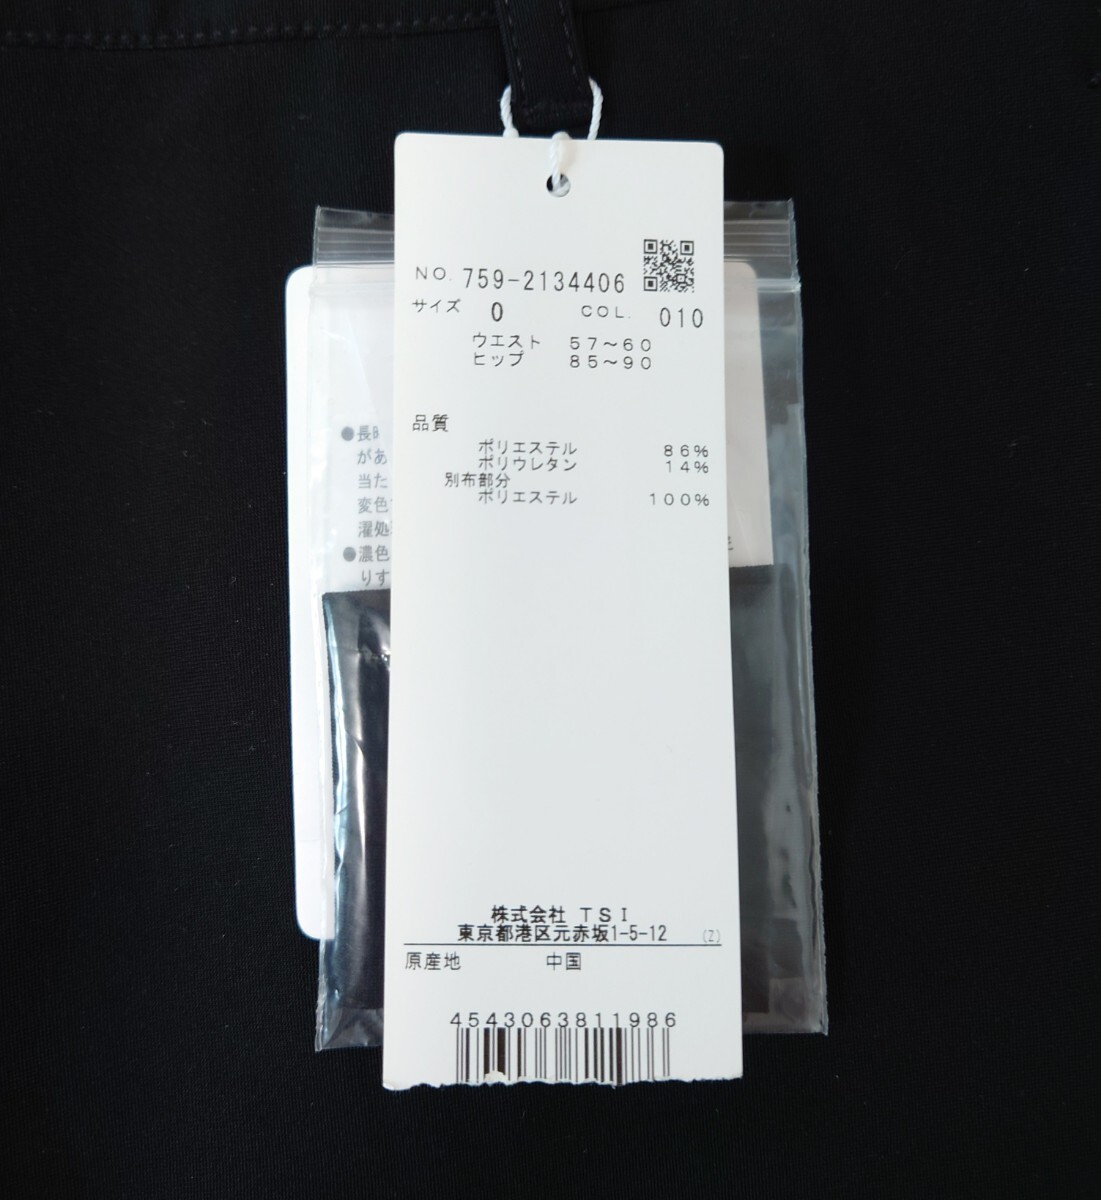 NO. 759-2134406
サイズ 0 COL. 010
ウエスト 57～60
ヒップ 85～90
品質
ポリエステル 86%
ポリウレタン 14%
別布部分
ポリエステル 100%
株式会社 TSI
東京都港区元赤坂1-5-12 (Z)
原産地 中国
4543063811986
●長
があ
当た
変色
濯処
●濃色
りす